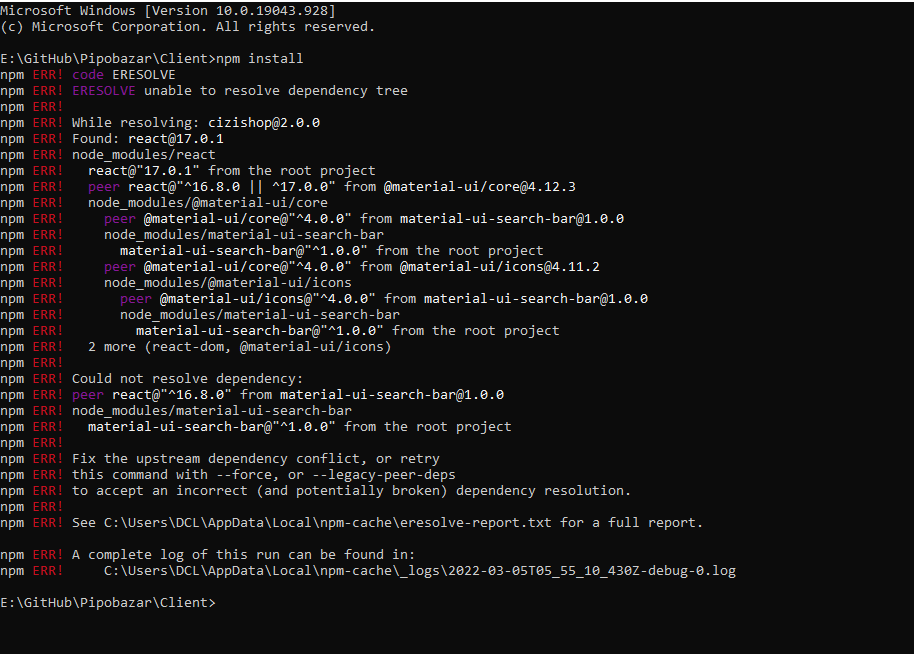 Microsoft Windows [Version 10.0.19043.928]
(c) Microsoft Corporation. All rights reserved.

E:\GitHub\Pipobazar\Client>npm install
npm ERR! code ERESOLVE
npm ERR! ERESOLVE unable to resolve dependency tree
npm ERR!
npm ERR! While resolving: cizishop@2.0.0
npm ERR! Found: react@17.0.1
npm ERR! node_modules/react
npm ERR!   react@"17.0.1" from the root project
npm ERR!   peer react@"^16.8.0 || ^17.0.0" from @material-ui/core@4.12.3
npm ERR!   node_modules/@material-ui/core
npm ERR!     peer @material-ui/core@"^4.0.0" from material-ui-search-bar@1.0.0
npm ERR!     node_modules/material-ui-search-bar
npm ERR!       material-ui-search-bar@"^1.0.0" from the root project
npm ERR!     peer @material-ui/core@"^4.0.0" from @material-ui/icons@4.11.2
npm ERR!     node_modules/@material-ui/icons
npm ERR!       peer @material-ui/icons@"^4.0.0" from material-ui-search-bar@1.0.0
npm ERR!       node_modules/material-ui-search-bar
npm ERR!         material-ui-search-bar@"^1.0.0" from the root project
npm ERR!   2 more (react-dom, @material-ui/icons)
npm ERR!
npm ERR! Could not resolve dependency:
npm ERR! peer react@"^16.8.0" from material-ui-search-bar@1.0.0
npm ERR! node_modules/material-ui-search-bar
npm ERR!   material-ui-search-bar@"^1.0.0" from the root project
npm ERR!
npm ERR! Fix the upstream dependency conflict, or retry
npm ERR! this command with --force, or --legacy-peer-deps
npm ERR! to accept an incorrect (and potentially broken) dependency resolution.
npm ERR!
npm ERR! See C:\Users\DCL\AppData\Local\npm-cache\eresolve-report.txt for a full report.

npm ERR! A complete log of this run can be found in:
npm ERR!     C:\Users\DCL\AppData\Local\npm-cache\_logs\2022-03-05T05_55_10_430Z-debug-0.log

E:\GitHub\Pipobazar\Client>